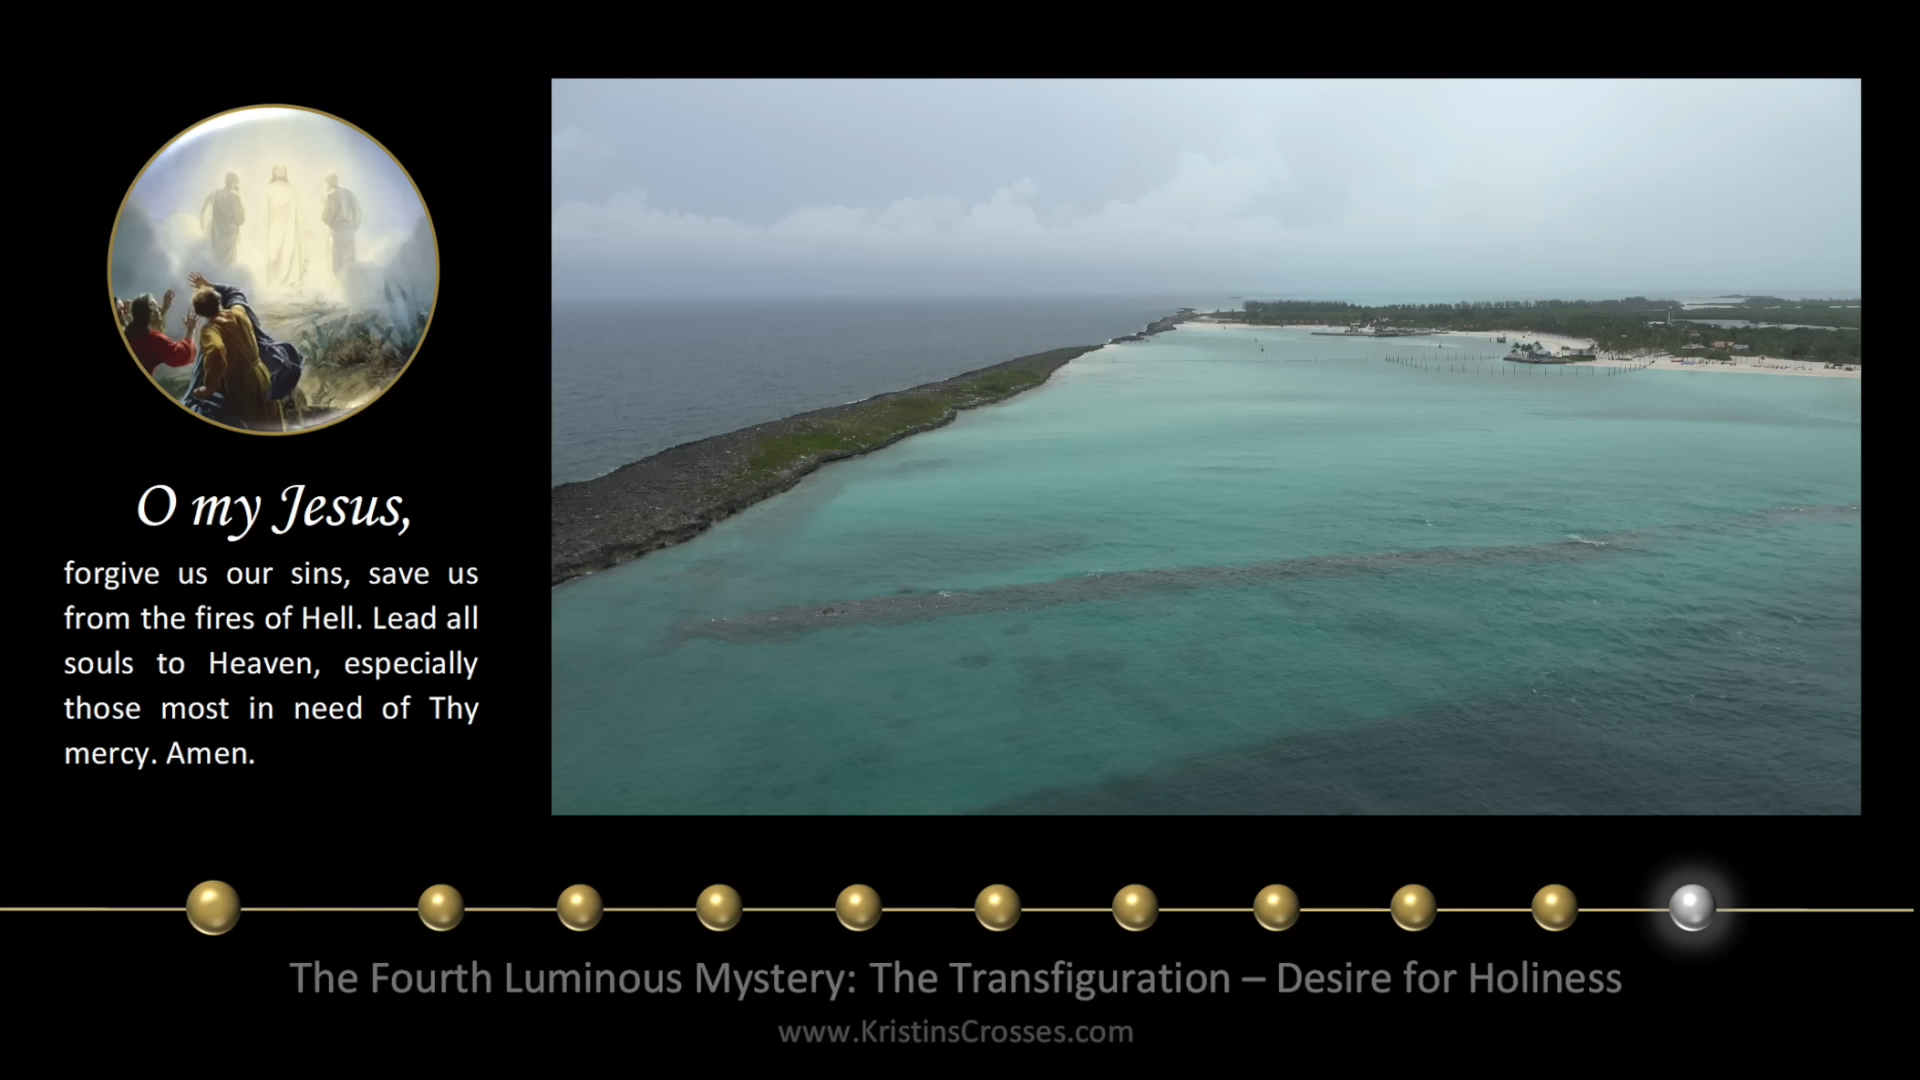 O my Jesus,
forgive us our sins, save us
from the fires of Hell. Lead all
souls to Heaven, especially
those most in need of Thy
mercy. Amen.
The Fourth Luminous Mystery: The Transfiguration – Desire for Holiness
www.KristinsCrosses.com